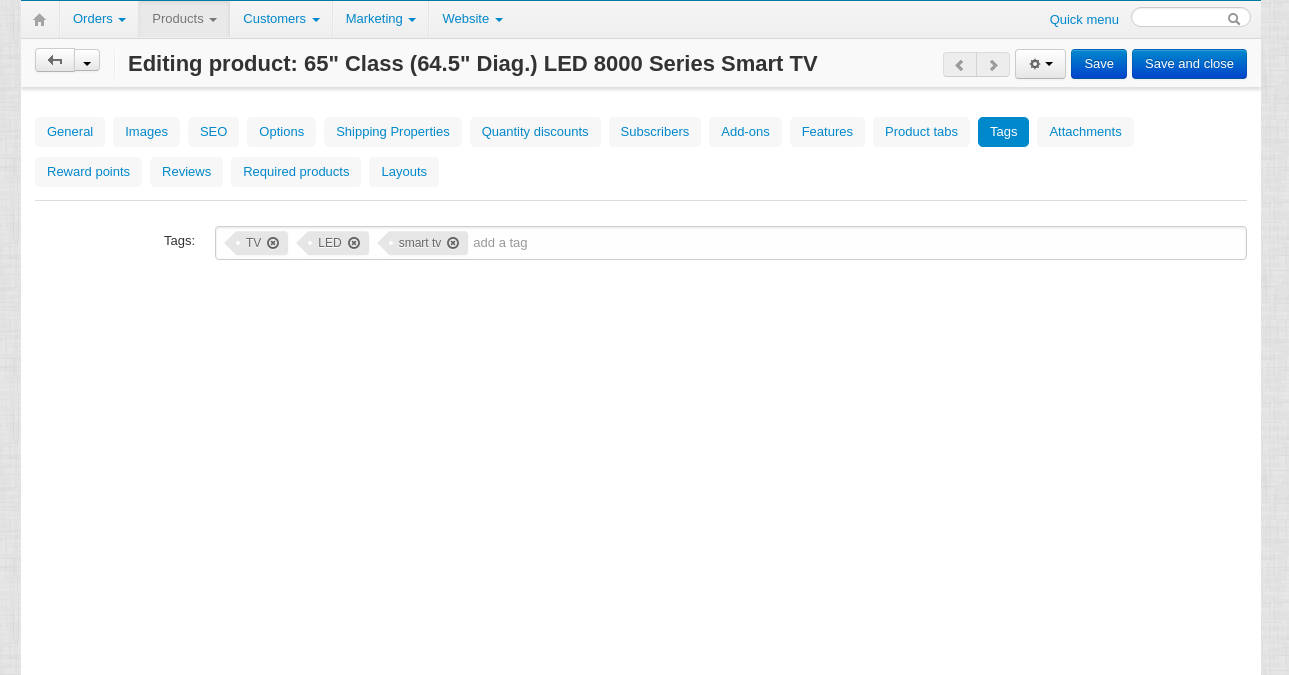 Orders Products Customers Marketing Website Quick menu
Editing product: 65" Class (64.5" Diag.) LED 8000 Series Smart TV Save Save and close
General Images SEO Options Shipping Properties Quantity discounts Subscribers Add-ons Features Product tabs Tags Attachments
Reward points Reviews Required products Layouts
Tags: TV LED smart tv add a tag